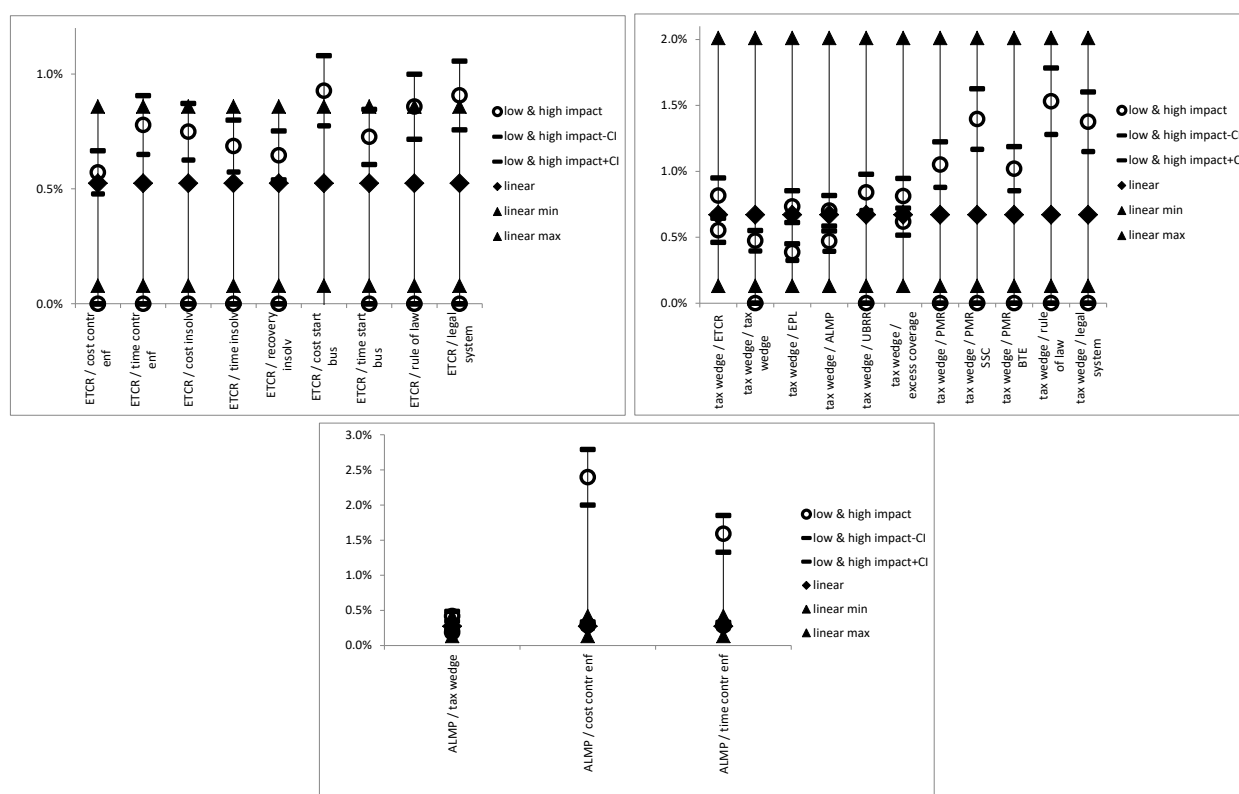 1.0%
0.5%
0.0%
ETCR / cost contr
enf
ETCR / time contr
enf
ETCR / cost insolv
ETCR / time insolv
ETCR / recovery
insolv
ETCR / cost start
bus
ETCR / time start
bus
ETCR / rule of law
ETCR / legal
system
low & high impact
low & high impact-CI
low & high impact+CI
linear
linear min
linear max
2.0%
1.5%
1.0%
0.5%
0.0%
tax wedge / ETCR
tax wedge / tax
wedge
tax wedge / EPL
tax wedge / ALMP
tax wedge / UBRR
tax wedge /
excess coverage
tax wedge / PMR
tax wedge / PMR
SSC
tax wedge / PMR
BTE
tax wedge / rule
of law
tax wedge / legal
system
low & high impact
low & high impact-CI
low & high impact+CI
linear
linear min
linear max
3.0%
2.5%
2.0%
1.5%
1.0%
0.5%
0.0%
ALMP / tax wedge
ALMP / cost contr enf
ALMP / time contr enf
low & high impact
low & high impact-CI
low & high impact+CI
linear
linear min
linear max